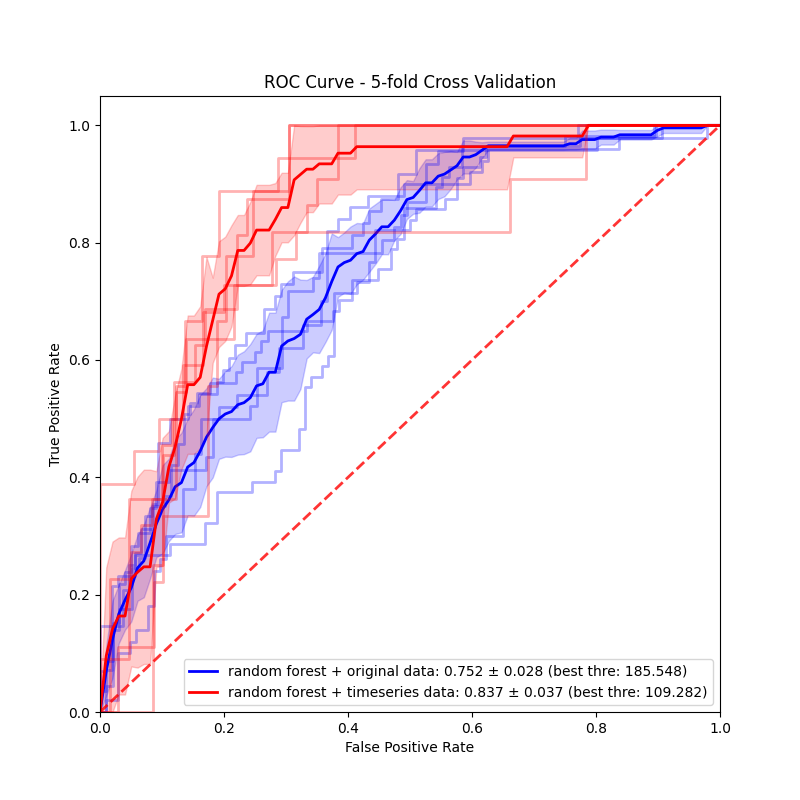 ROC Curve - 5-fold Cross Validation
True Positive Rate
1.0
0.8
0.6
0.4
0.2
0.0
random forest + original data: 0.752 ± 0.028 (best thre: 185.548)
random forest + timeseries data: 0.837 ± 0.037 (best thre: 109.282)
0.0 0.2 0.4 0.6 0.8 1.0
False Positive Rate